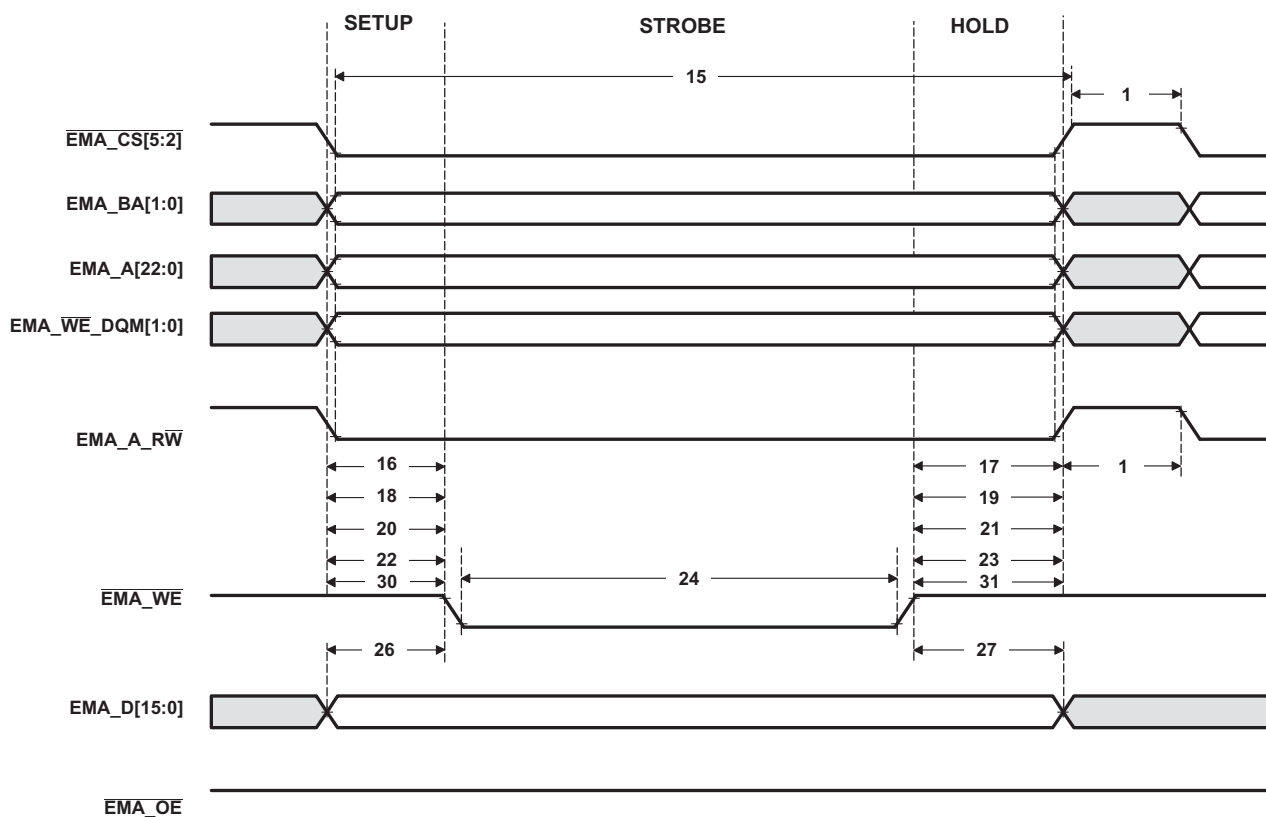 SETUP STROBE HOLD
15
1
EMA_CS[5:2]
EMA_BA[1:0]
EMA_A[22:0]
EMA_WE_DQM[1:0]
EMA_A_RW
16 17 1
18 19
20 21
22 23
30 24 31
EMA_WE
26 27
EMA_D[15:0]
EMA_OE